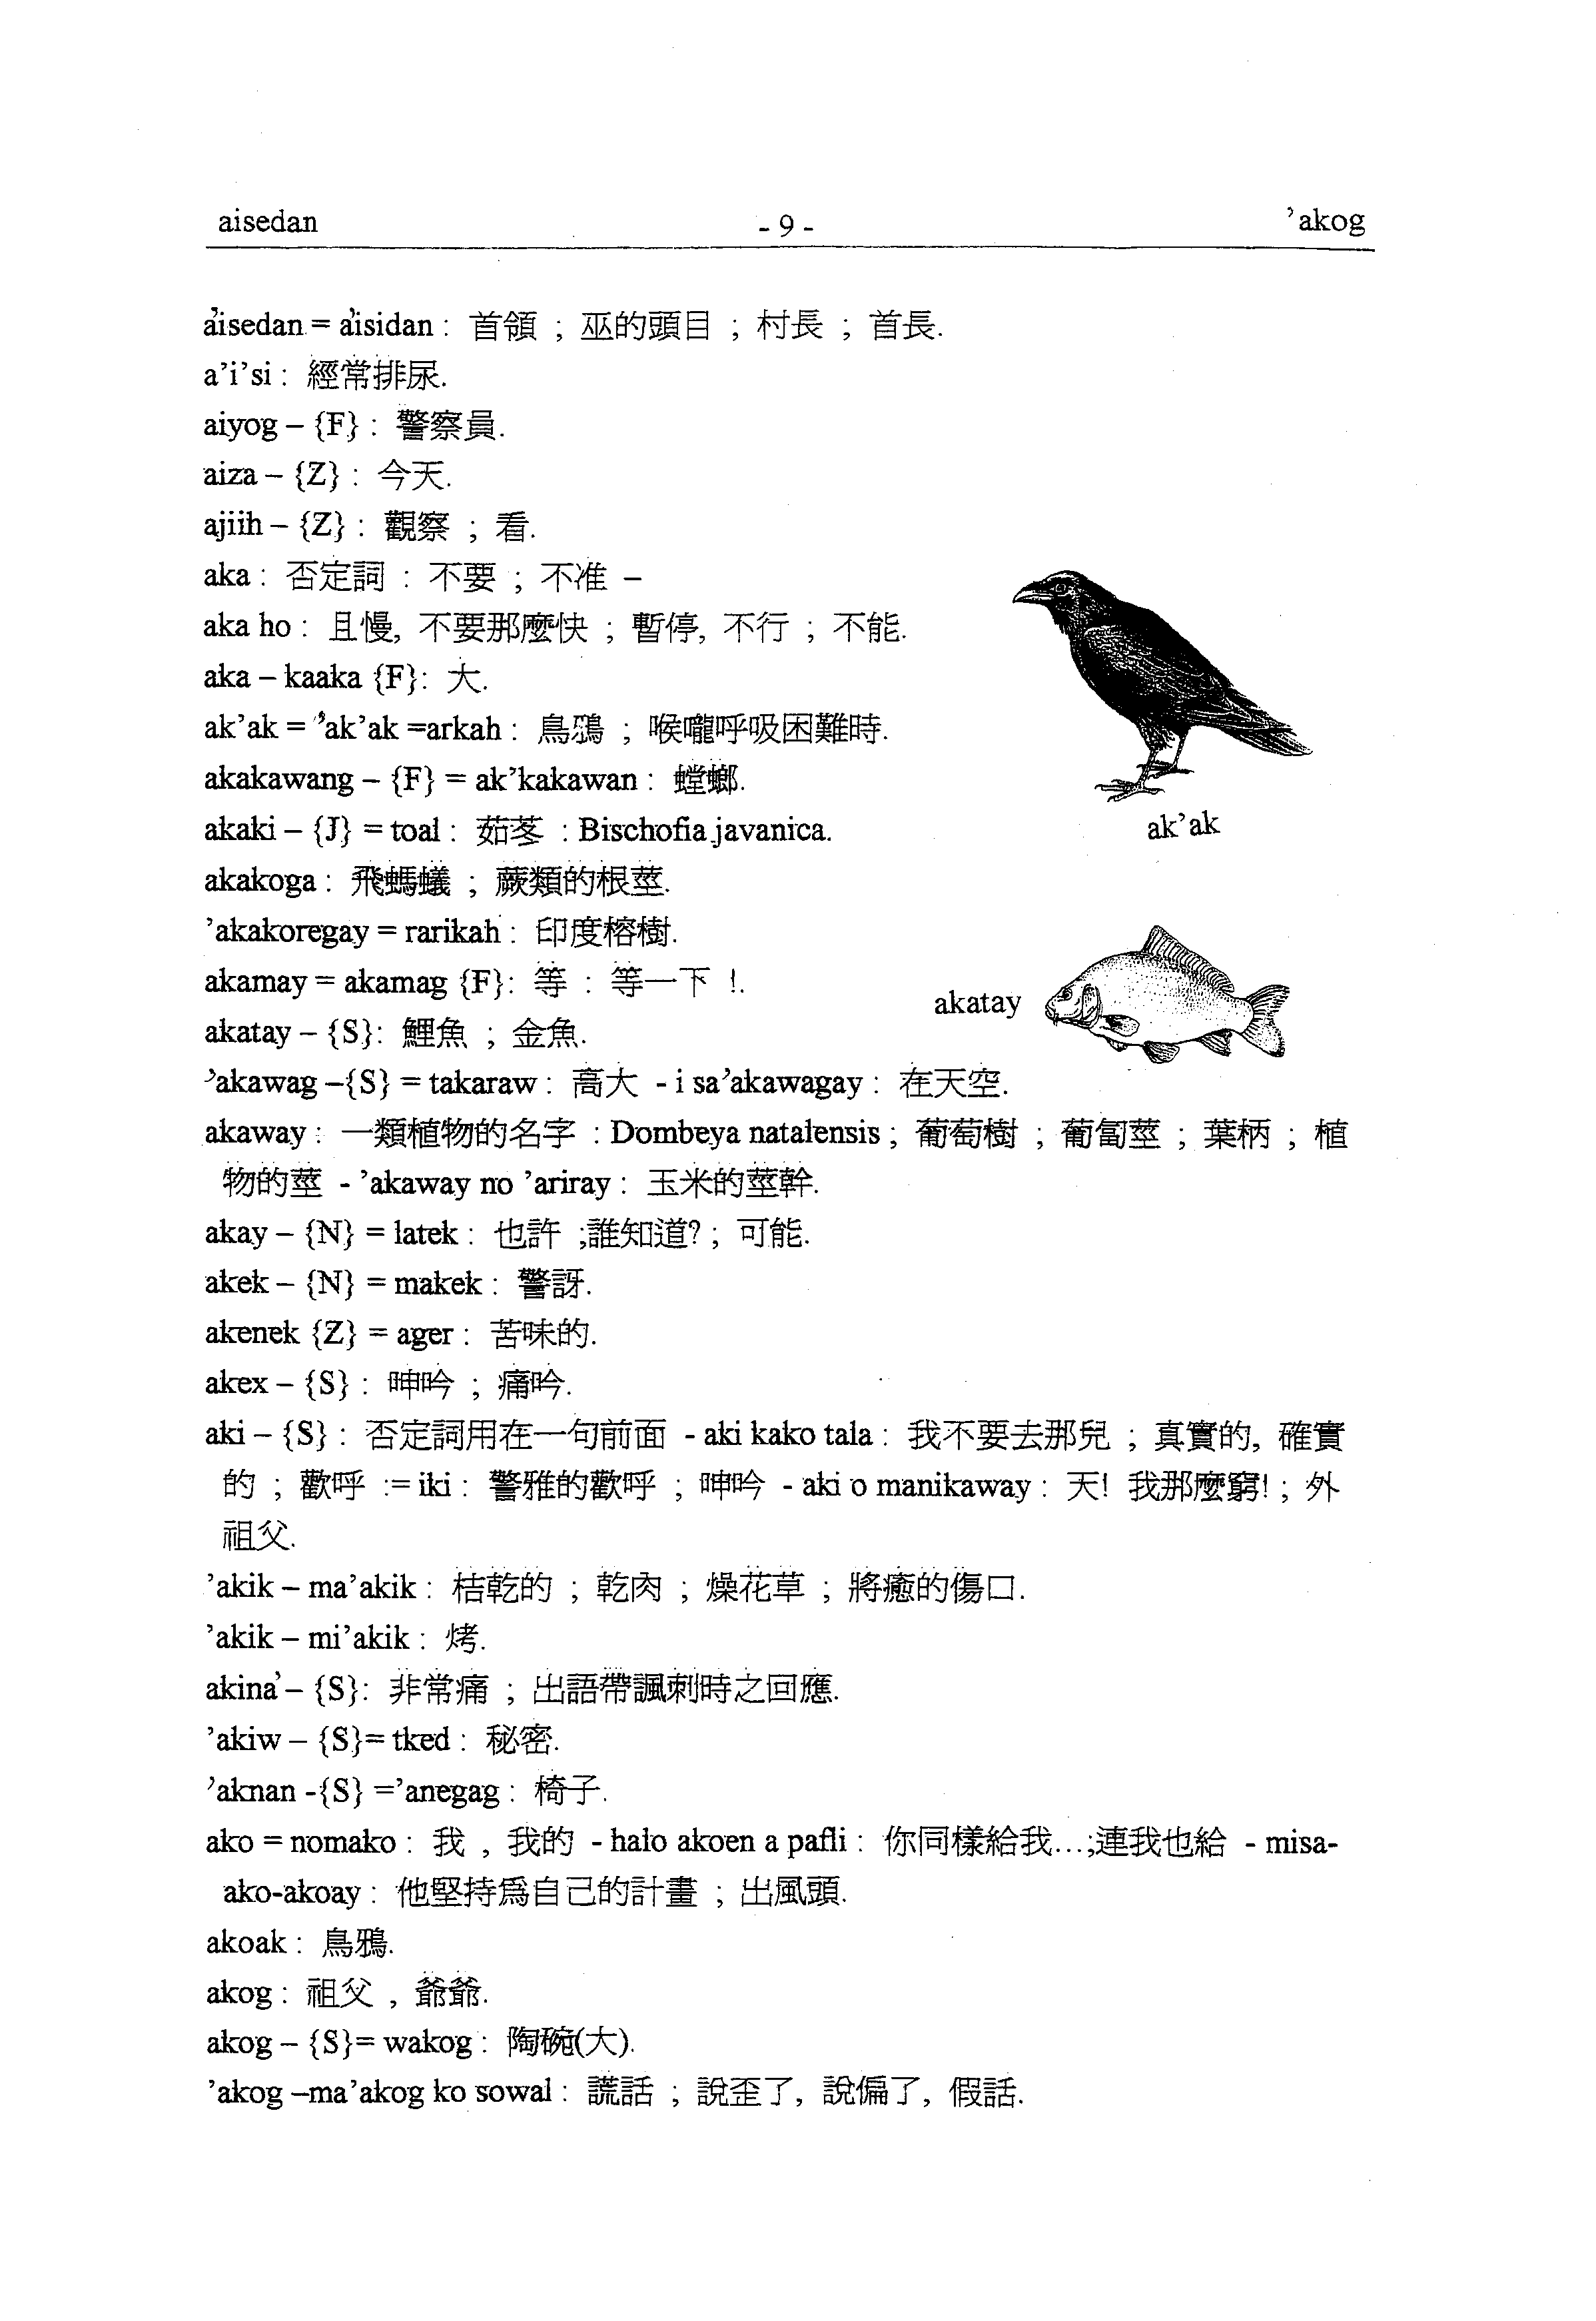 aisedan - 9 - ’akog
a’isedan = a’isidan : 首領 ; 巫的頭目 ; 村長 ; 首長.
a’i’si : 經常排尿.
aiyog – {F} : 警察員.
aiza – {Z} : 今天.
ajiih – {Z} : 觀察 ; 看.
aka : 否定詞 : 不要 ; 不准 –
aka ho : 且慢, 不要那麼快 ; 暫停, 不行 ; 不能.
aka – kaaka {F}: 大.
ak’ak = ’ak’ak =arkah : 鳥鴉 ; 喉嚨呼吸困難時.
akakawang – {F} = ak’kakawan : 螳螂.
akaki – {J} = toal : 茄苳 : Bischofia javanica.
ak’ak
akakoga : 飛螞蟻 ; 蕨類的根莖.
’akakoregay = rarikah : 印度榕樹.
akamay = akamag {F}: 等 : 等一下 !.
akatay
akatay – {S}: 鯉魚 ; 金魚.
’akawag –{S} = takaraw : 高大 - i sa’akawagay : 在天空.
akaway : 一類植物的名字 : Dombeya natalensis ; 葡萄樹 ; 葡匐莖 ; 葉柄 ; 植
物的莖 - ’akaway no ’ariray : 玉米的莖幹.
akay – {N} = latek : 也許 ;誰知道? ; 可能.
akek – {N} = makek : 警訝.
akenek {Z} = ager : 苦味的.
akex – {S} : 呻吟 ; 痛吟.
aki – {S} : 否定詞用在一句前面 - aki kako tala : 我不要去那兒 ; 真實的, 確實
的 ; 歡呼 := iki : 警雅的歡呼 ; 呻吟 - aki o manikaway : 天! 我那麼窮! ; 外
祖父.
’akik – ma’akik : 桔乾的 ; 乾肉 ; 燥花草 ; 將癒的傷口.
’akik – mi’akik : 烤.
akina’ – {S}: 非常痛 ; 出語帶諷刺時之回應.
’akiw – {S}= tked : 秘密.
’aknan -{S} =’anegag : 椅子.
ako = nomako : 我 , 我的 - halo akoen a pafli : 你同樣給我...;連我也給 - misa-
ako-akoay : 他堅持為自己的計畫 ; 出風頭.
akoak : 鳥鴉.
akog : 祖父 , 爺爺.
akog – {S}= wakog : 陶碗(大).
’akog –ma’akog ko sowal : 謊話 ; 說歪了, 說偏了, 假話.